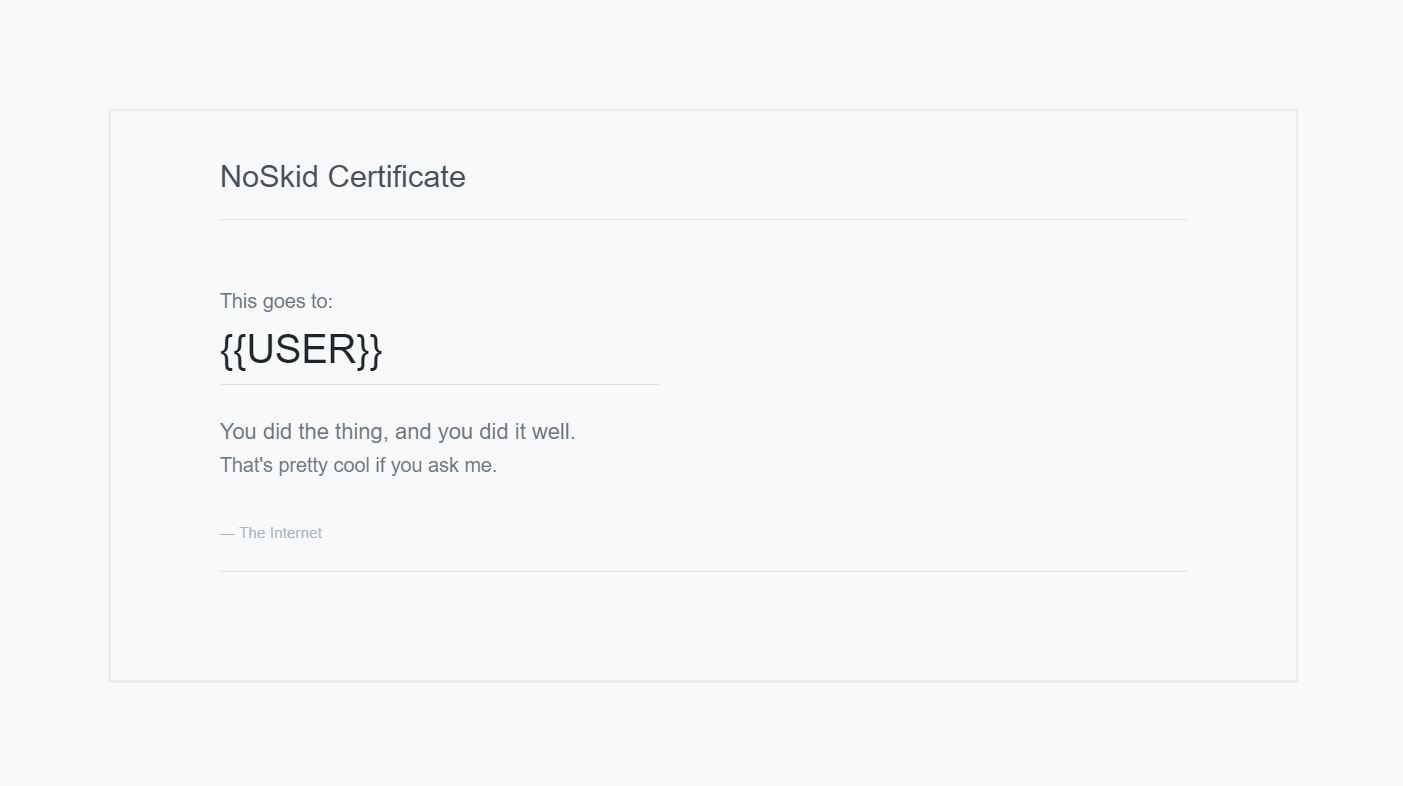 NoSkid Certificate
This goes to:
{{USER}}
You did the thing, and you did it well.
That's pretty cool if you ask me.
— The Internet